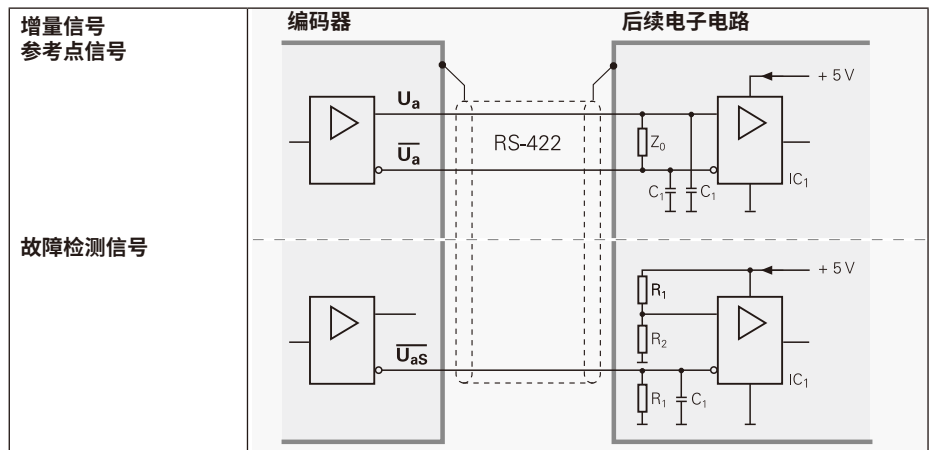 增量信号
参考点信号
编码器
后续电子电路
+ 5 V
Ua
RS-422
Z0
Ua
C1
C1
IC1
故障检测信号
+ 5 V
R1
R2
UaS
R1
C1
IC1